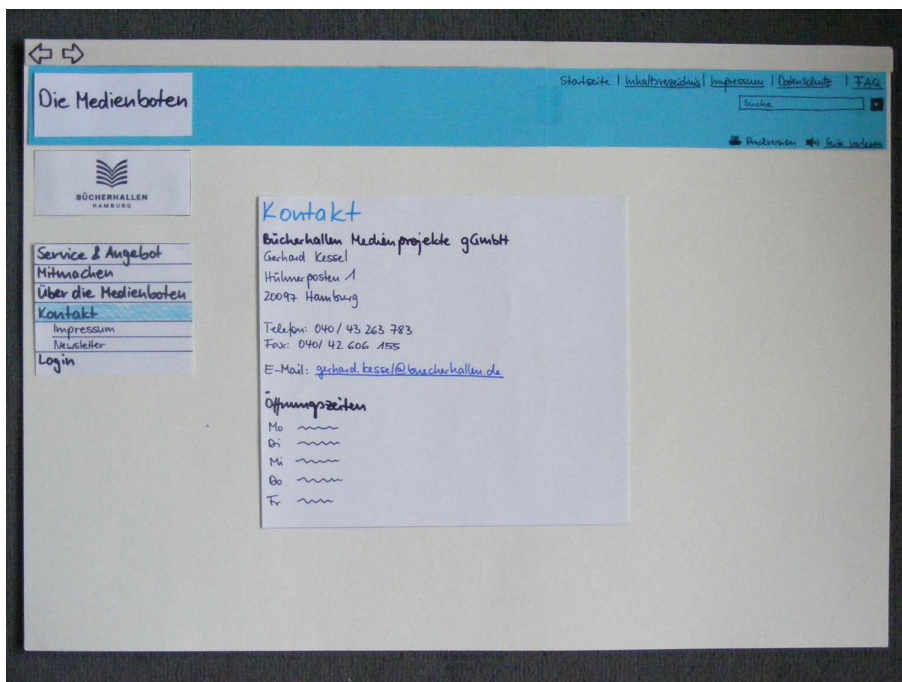 Die Medienboten
Startseite | Inhaltsverzeichnis | Impressum | Datenschutz | FAQ
Suche
Druckversion Seite vorlesen
BÜCHERHALLEN
HAMBURG
Service & Angebot
Mitmachen
Über die Medienboten
Kontakt
Impressum
Newsletter
Login
Kontakt
Bücherhallen Medienprojekte gGmbH
Gerhard Kessel
Hühnerposten 1
20097 Hamburg
Telefon: 040/ 43 263 783
Fax: 040/ 42 606 155
E-Mail: gerhard.kessel@buecherhallen.de
Öffnungszeiten
Mo
Di
Mi
Do
Fr